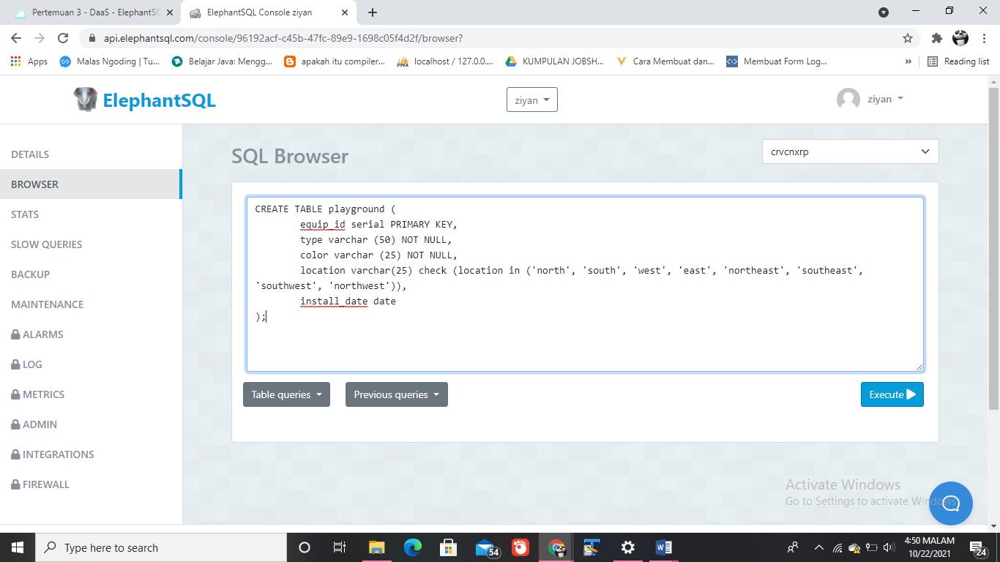 Pertemuan 3 - DaaS - ElephantSC
ElephantSQL Console ziyan
api.elephantsql.com/console/96192acf-c45b-47fc-89e9-1698c05f4d2f/browser?
Apps
Malas Ngoding | Tu...
Belajar Java: Mengg...
apakah itu compiler...
localhost / 127.0.0....
KUMPULAN JOBSH...
Cara Membuat dan...
Membuat Form Log...
»
Reading list
ElephantSQL
ziyan
ziyan
DETAILS
BROWSER
STATS
SLOW QUERIES
BACKUP
MAINTENANCE
ALARMS
LOG
METRICS
ADMIN
INTEGRATIONS
FIREWALL
SQL Browser
crvcnxrp
CREATE TABLE playground (
equip_id serial PRIMARY KEY,
type varchar (50) NOT NULL,
color varchar (25) NOT NULL,
location varchar(25) check (location in ('north', 'south', 'west', 'east', 'northeast', 'southeast',
'southwest', 'northwest')),
install_date date
);
Table queries
Previous queries
Execute
Activate Windows
Go to Settings to activate Windows.
Type here to search
54
4:50 MALAM
10/22/2021
24